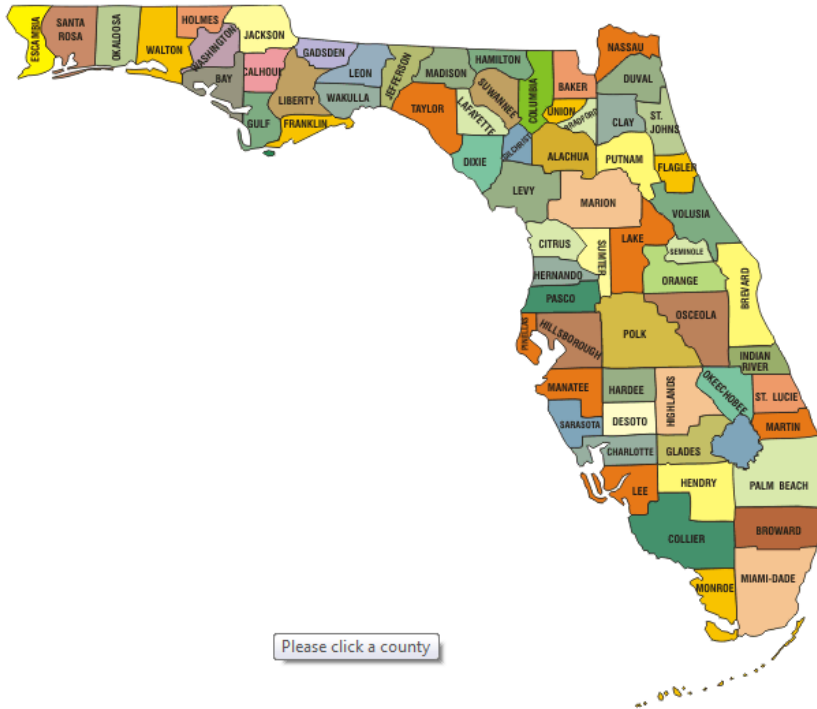 ESCAMBIA
SANTA
ROSA
OKALOOSA
WALTON
HOLMES
WASHINGTON
JACKSON
BAY
CALHOU
GULF
LIBERTY
GADSDEN
FRANKLIN
LEON
WAKULLA
JEFFERSON
MADISON
TAYLOR
HAMILTON
SUWANNEE
LAFAYETTE
DIXIE
COLUMBIA
GILCHRIST
BAKER
UNION
BRADFORD
NASSAU
DUVAL
CLAY
ST.
JOHNS
ALACHUA
PUTNAM
FLAGLER
LEVY
MARION
VOLUSIA
CITRUS
SUMTER
LAKE
SEMINOLE
HERNANDO
ORANGE
BREVARD
PASCO
OSCEOLA
PINELLAS
HILLSBOROUGH
POLK
INDIAN
RIVER
MANATEE
HARDEE
HIGHLANDS
OKEECHOBEE
ST. LUCIE
SARASOTA
DESOTO
MARTIN
CHARLOTTE
GLADES
LEE
HENDRY
PALM BEACH
COLLIER
BROWARD
MONROE
MIAMI-DADE
Please click a county